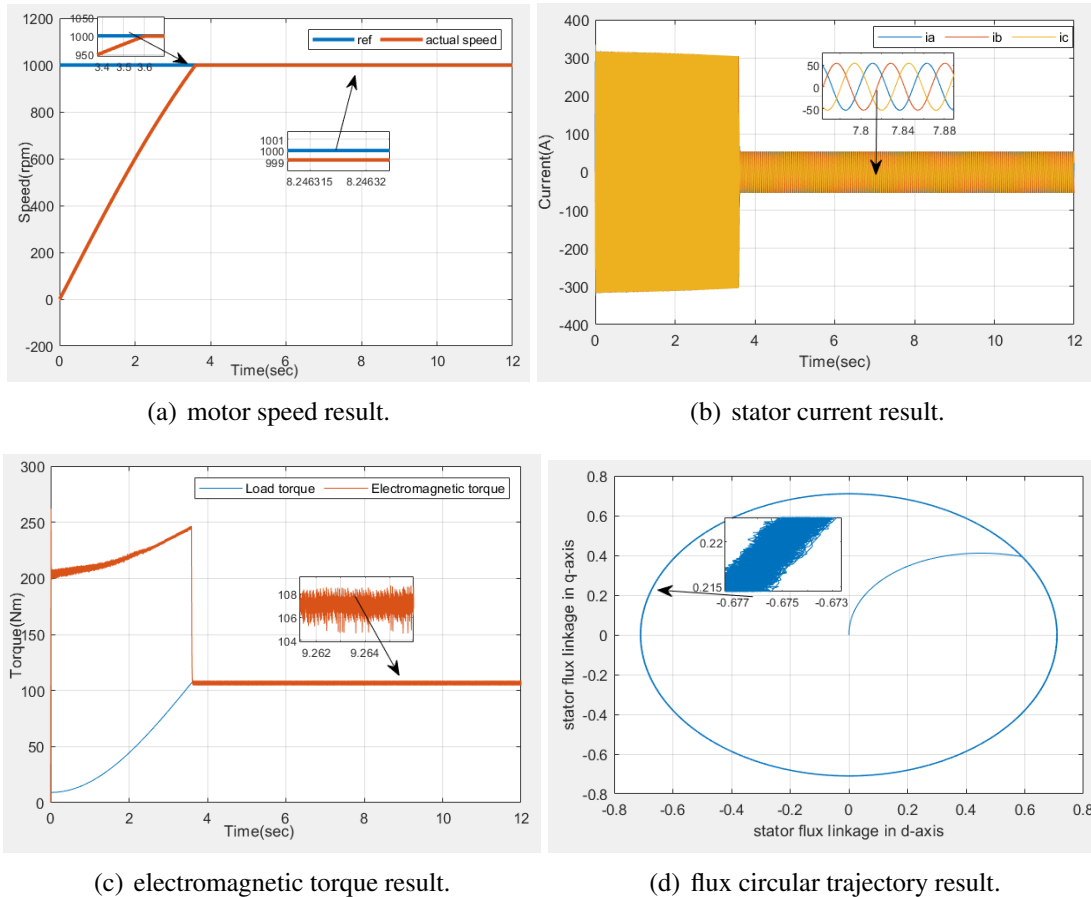 1200
1000
800
600
400
200
0
-200
Speed(rpm)
0 2 4 6 8 10 12
Time(sec)
ref actual speed
1050
1000
950
3.4 3.5 3.6
1001
1000
999
8.246315 8.24632
(a) motor speed result.
400
300
200
100
0
-100
-200
-300
-400
Current(A)
0 2 4 6 8 10 12
Time(sec)
ia ib ic
50
0
-50
7.8 7.84 7.88
(b) stator current result.
300
250
200
150
100
50
0
Torque(Nm)
0 2 4 6 8 10 12
Time(sec)
Load torque Electromagnetic torque
108
106
104
9.262 9.264
(c) electromagnetic torque result.
0.8
0.6
0.4
0.2
0
-0.2
-0.4
-0.6
-0.8
stator flux linkage in q-axis
-0.8 -0.6 -0.4 -0.2 0 0.2 0.4 0.6 0.8
stator flux linkage in d-axis
0.22
0.215
-0.677 -0.675 -0.673
(d) flux circular trajectory result.